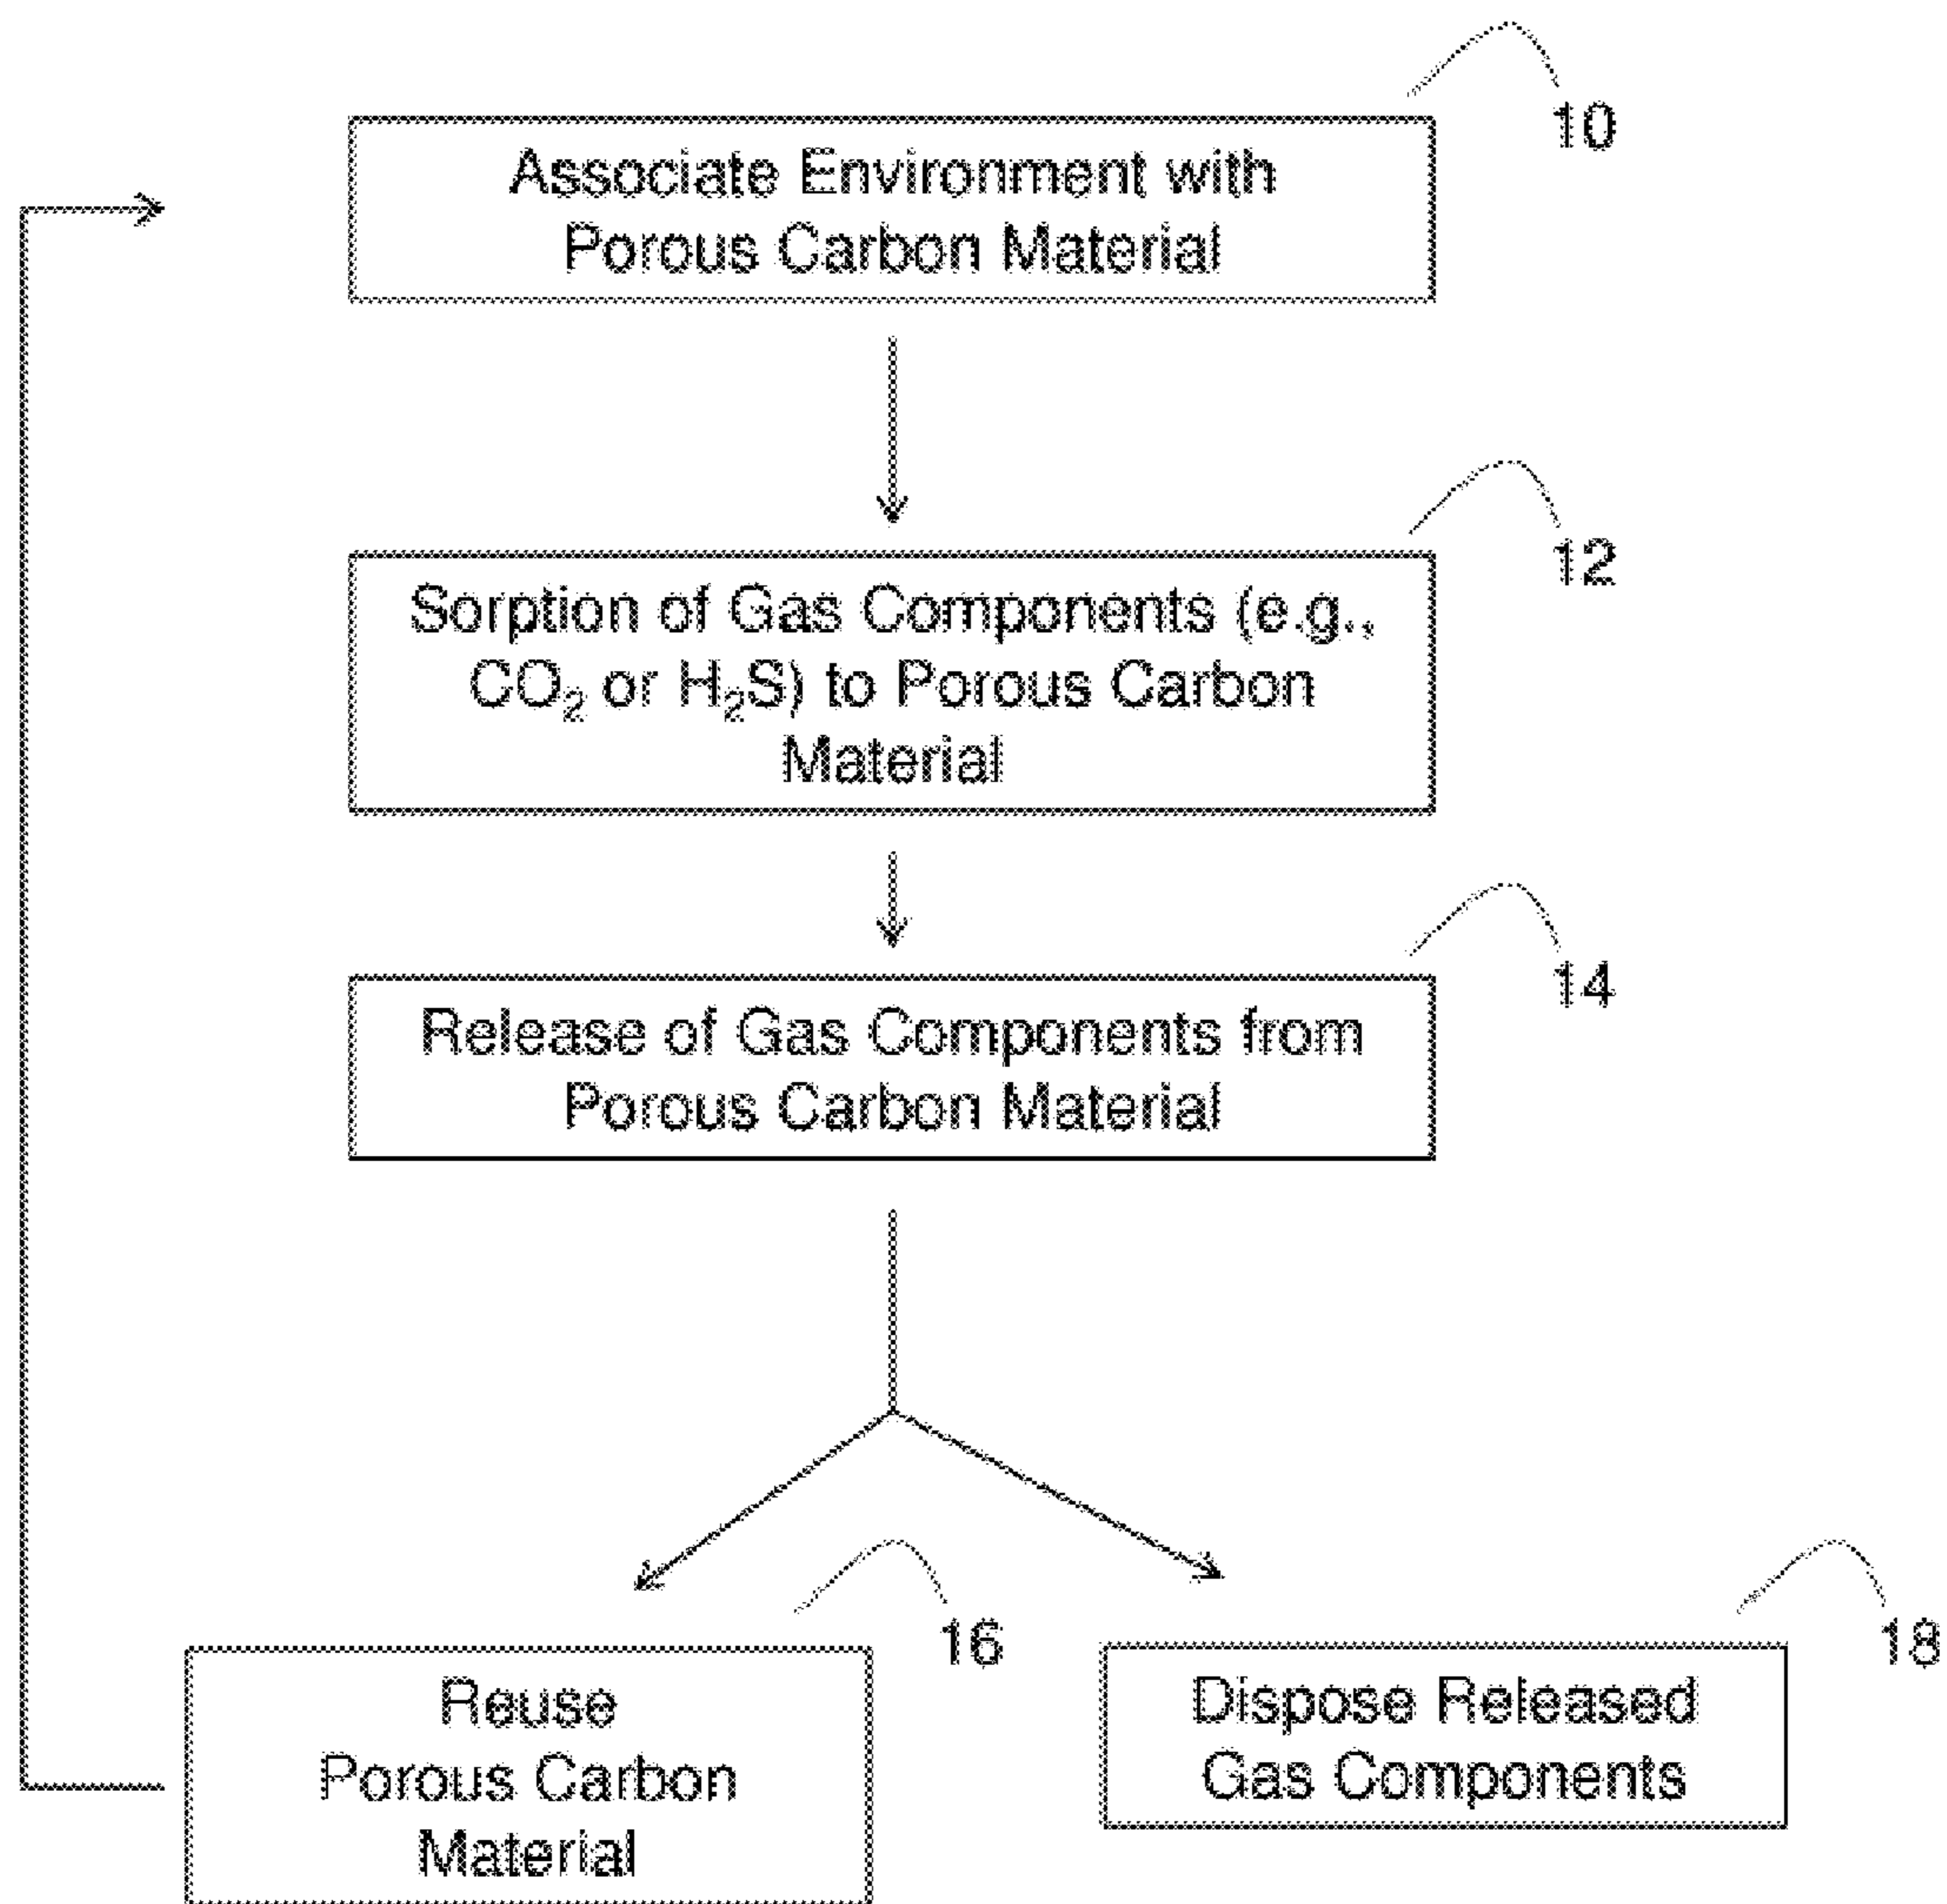 10
Associate Environment with
Porous Carbon Material
12
Sorption of Gas Components (e.g.,
CO₂ or H₂S) to Porous Carbon
Material
14
Release of Gas Components from
Porous Carbon Material
16
Reuse
Porous Carbon
Material
18
Dispose Released
Gas Components